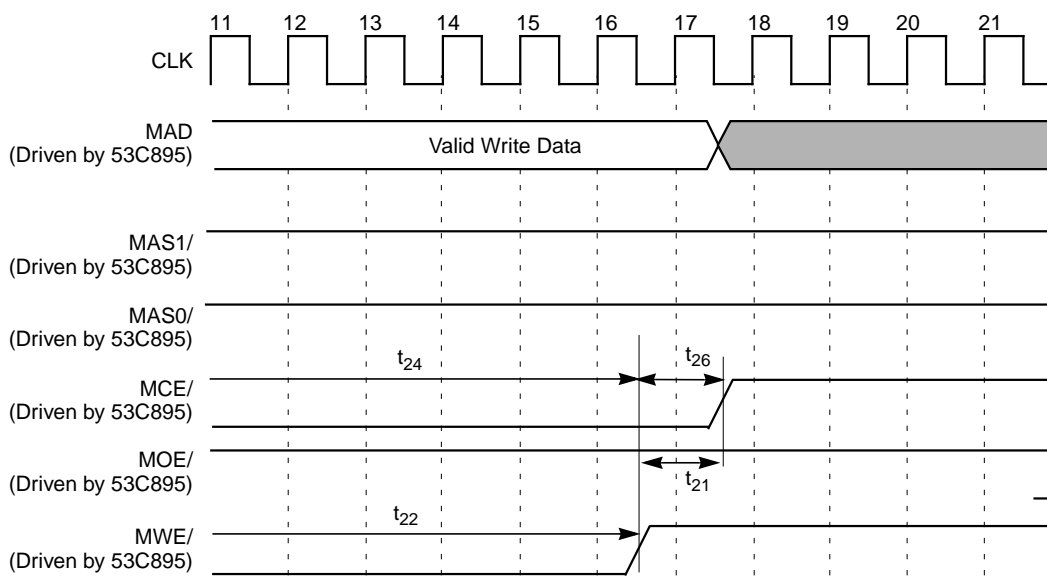 11 12 13 14 15 16 17 18 19 20 21
CLK
MAD
(Driven by 53C895)
Valid Write Data
MAS1/
(Driven by 53C895)
MAS0/
(Driven by 53C895)
t24 t26
MCE/
(Driven by 53C895)
MOE/
(Driven by 53C895)
t21
t22
MWE/
(Driven by 53C895)